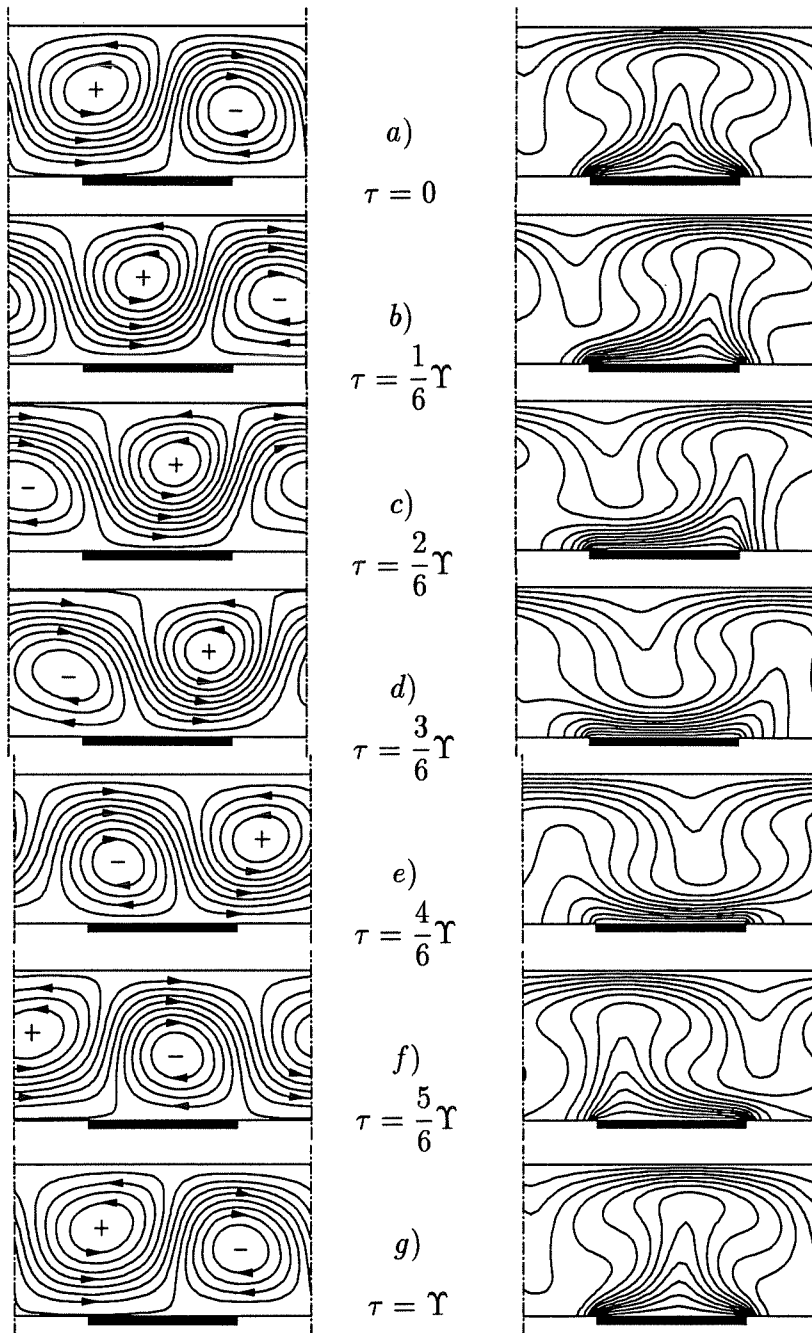 + −
a)
τ = 0
+ −
b)
τ = 1/6 ϒ
− +
c)
τ = 2/6 ϒ
− +
d)
τ = 3/6 ϒ
− +
e)
τ = 4/6 ϒ
+ −
f)
τ = 5/6 ϒ
+ −
g)
τ = ϒ